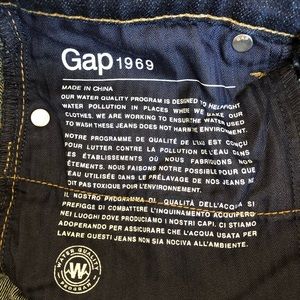 Gap 1969
MADE IN CHINA
OUR WATER QUALITY PROGRAM IS DESIGNED TO HELP FIGHT
WATER POLLUTION IN PLACES WHERE WE MAKE OUR
CLOTHES. WE ARE WORKING TO ENSURE THE WATER USED
TO WASH THESE JEANS DOES NOT HARM THE ENVIRONMENT.
NOTRE PROGRAMME DE QUALITÉ DE L'EAU EST CONÇU
POUR LUTTER CONTRE LA POLLUTION DE L'EAU DANS
LES ÉTABLISSEMENTS OÙ NOUS FABRIQUONS NOS
VÊTEMENTS. NOUS FAISONS NOTRE POSSIBLE POUR QUE
EAU UTILISÉE DANS LE PRÉLAVAGE DE NOS JEANS
DIT PAS TOXIQUE POUR L'ENVIRONNEMENT.
IL NOSTRO PROGRAMMA DI QUALITÀ DELL'ACQUA SI
PREFIGGE DI COMBATTERE L'INQUINAMENTO ACQUIFERO
NEI LUOGHI DOVE PRODUCIAMO I NOSTRI CAPI. CI STIAMO
ADOPERANDO PER ASSICURARE CHE L'ACQUA USATA PER
LAVARE QUESTI JEANS NON SIA NOCIVA ALL'AMBIENTE.
WATER QUALITY
W
PROGRAM